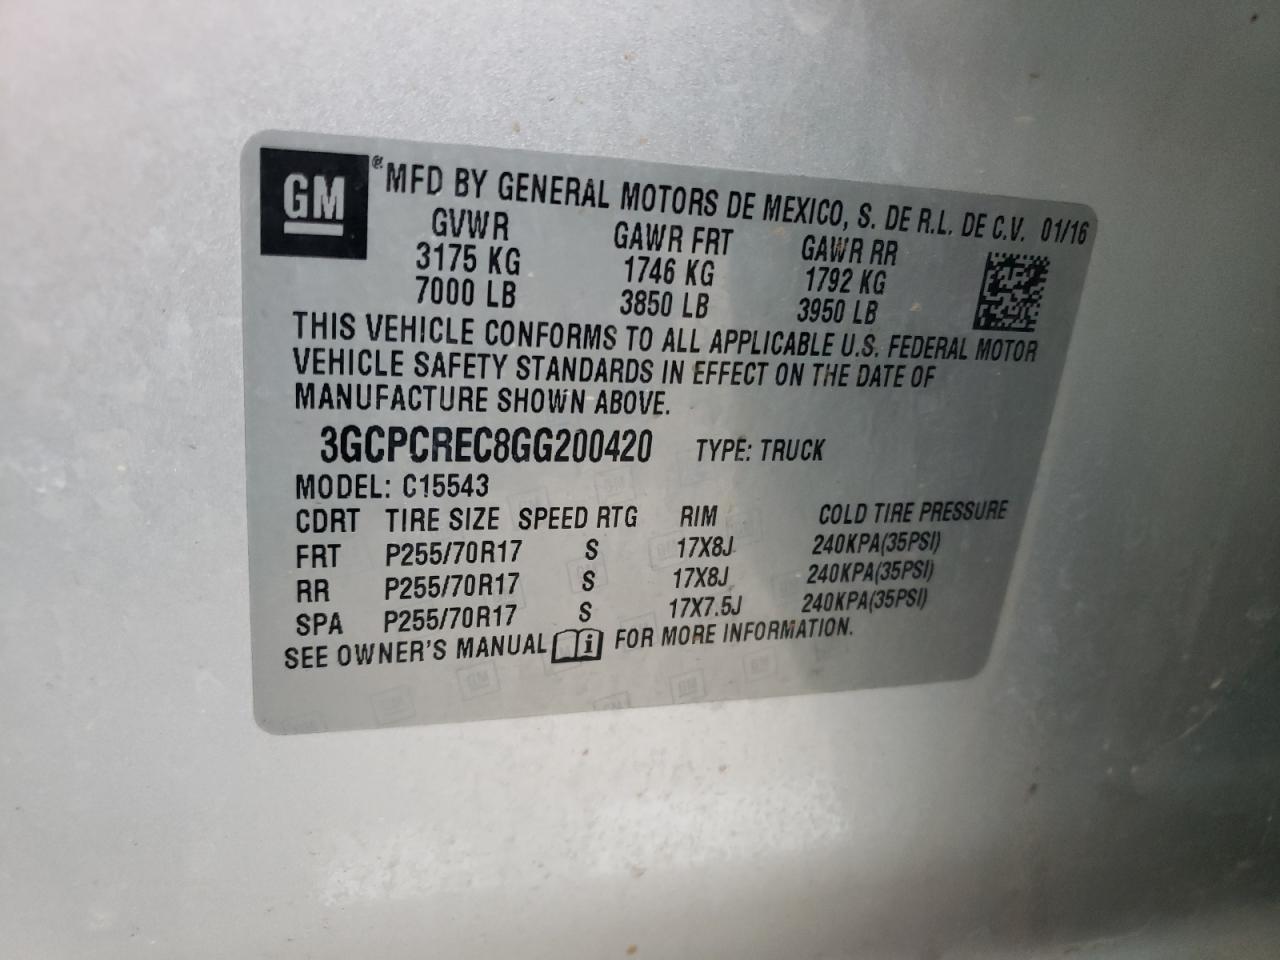 GM ® MFD BY GENERAL MOTORS DE MEXICO, S. DE R.L. DE C.V. 01/16
GVWR GAWR FRT GAWR RR
3175 KG 1746 KG 1792 KG
7000 LB 3850 LB 3950 LB
THIS VEHICLE CONFORMS TO ALL APPLICABLE U.S. FEDERAL MOTOR
VEHICLE SAFETY STANDARDS IN EFFECT ON THE DATE OF
MANUFACTURE SHOWN ABOVE.
3GCPCREC8GG200420 TYPE: TRUCK
MODEL: C15543
CDRT TIRE SIZE SPEED RTG RIM COLD TIRE PRESSURE
FRT P255/70R17 S 17X8J 240KPA(35PSI)
RR P255/70R17 S 17X8J 240KPA(35PSI)
SPA P255/70R17 S 17X7.5J 240KPA(35PSI)
SEE OWNER'S MANUAL i FOR MORE INFORMATION.